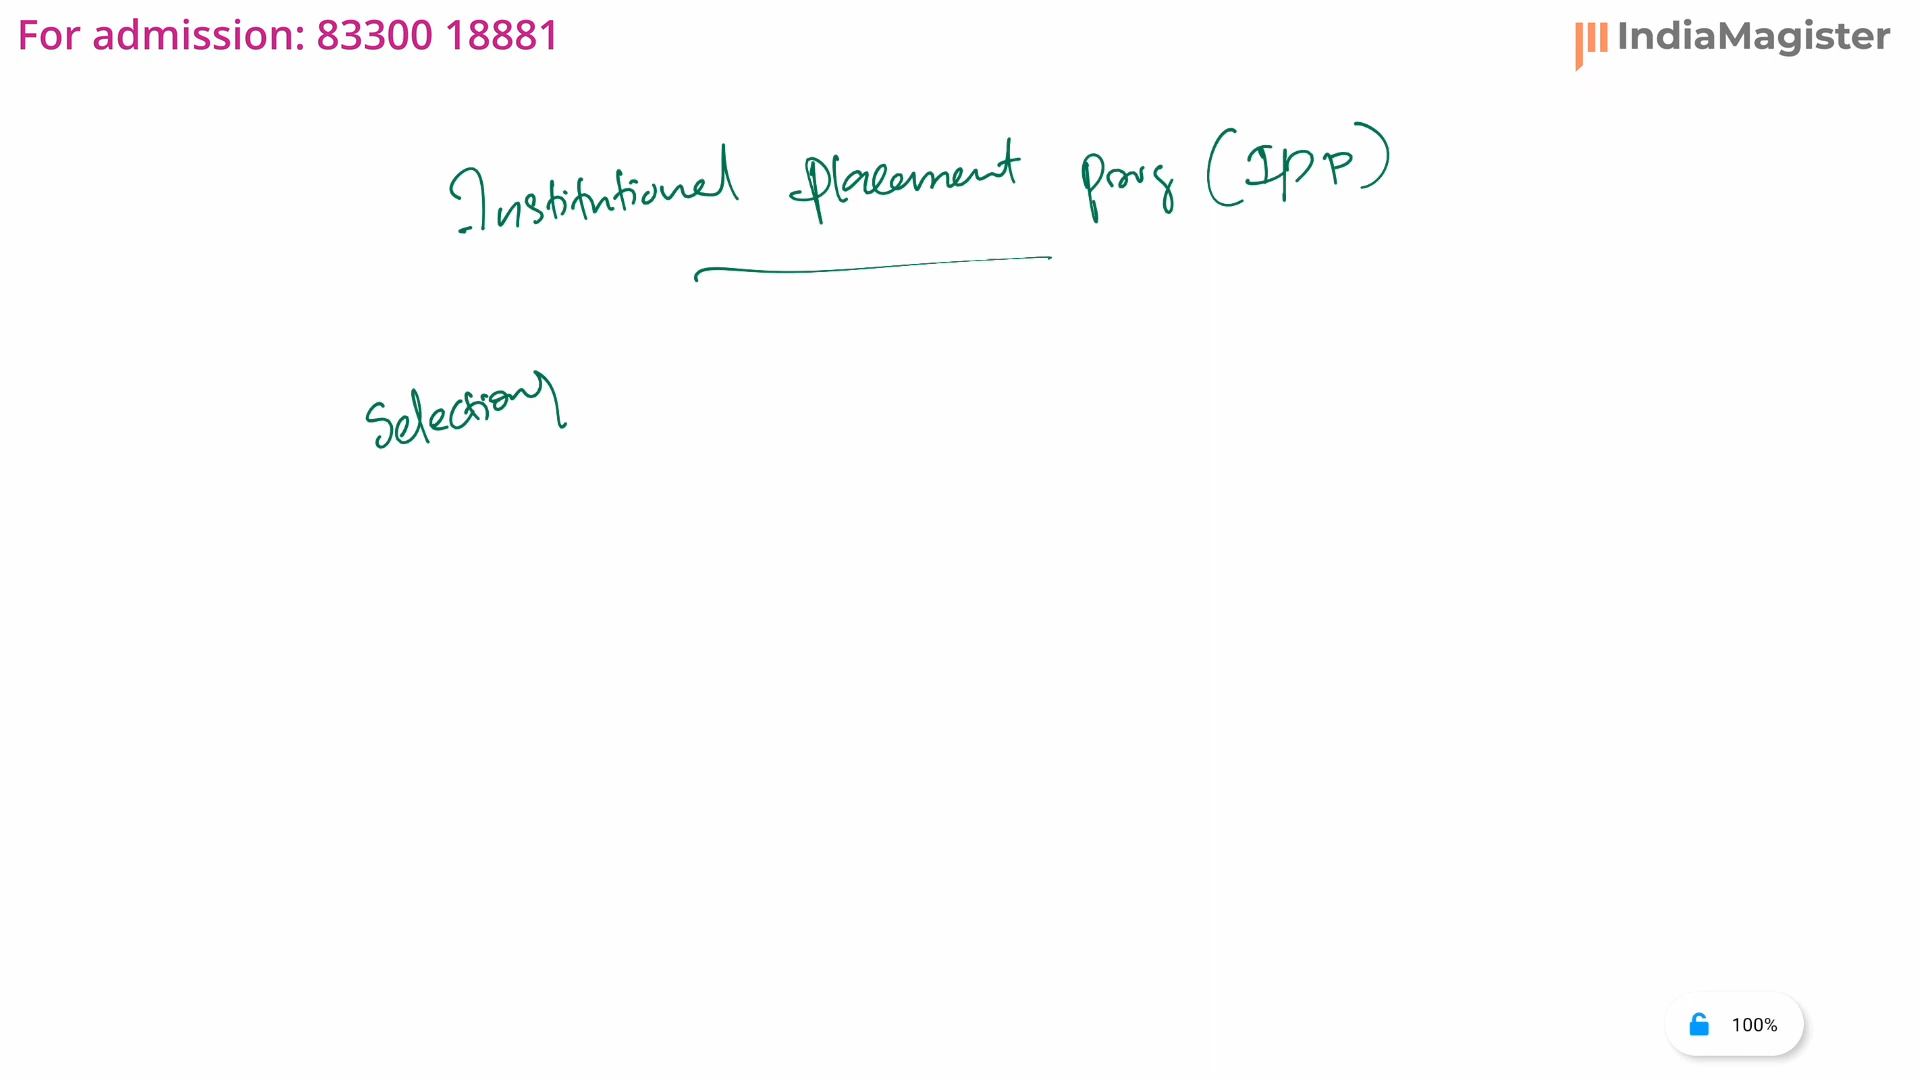 For admission: 83300 18881
IndiaMagister
Institutional Placement Prog (IPP)
Selection
100%